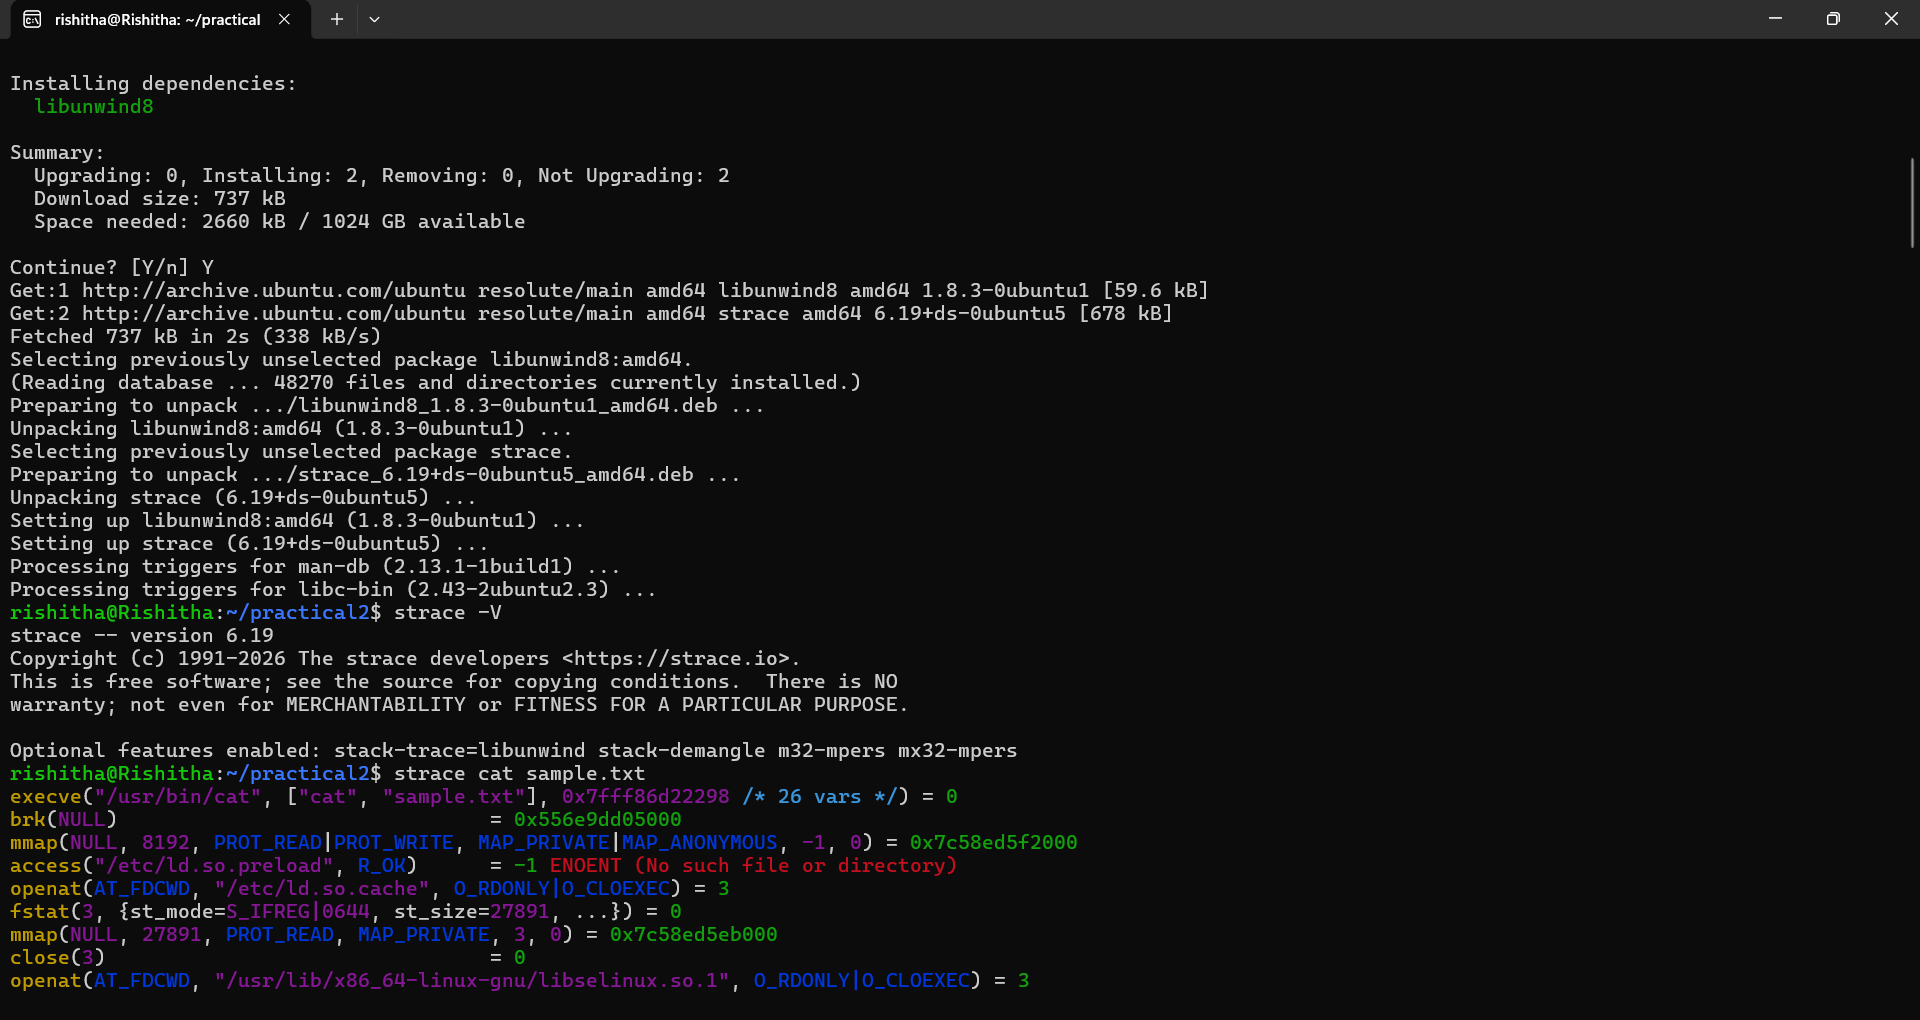 rishitha@Rishitha: ~/practical
Installing dependencies:
  libunwind8
Summary:
  Upgrading: 0, Installing: 2, Removing: 0, Not Upgrading: 2
  Download size: 737 kB
  Space needed: 2660 kB / 1024 GB available
Continue? [Y/n] Y
Get:1 http://archive.ubuntu.com/ubuntu resolute/main amd64 libunwind8 amd64 1.8.3-0ubuntu1 [59.6 kB]
Get:2 http://archive.ubuntu.com/ubuntu resolute/main amd64 strace amd64 6.19+ds-0ubuntu5 [678 kB]
Fetched 737 kB in 2s (338 kB/s)
Selecting previously unselected package libunwind8:amd64.
(Reading database ... 48270 files and directories currently installed.)
Preparing to unpack .../libunwind8_1.8.3-0ubuntu1_amd64.deb ...
Unpacking libunwind8:amd64 (1.8.3-0ubuntu1) ...
Selecting previously unselected package strace.
Preparing to unpack .../strace_6.19+ds-0ubuntu5_amd64.deb ...
Unpacking strace (6.19+ds-0ubuntu5) ...
Setting up libunwind8:amd64 (1.8.3-0ubuntu1) ...
Setting up strace (6.19+ds-0ubuntu5) ...
Processing triggers for man-db (2.13.1-1build1) ...
Processing triggers for libc-bin (2.43-2ubuntu2.3) ...
rishitha@Rishitha:~/practical2$ strace -V
strace -- version 6.19
Copyright (c) 1991-2026 The strace developers <https://strace.io>.
This is free software; see the source for copying conditions.  There is NO
warranty; not even for MERCHANTABILITY or FITNESS FOR A PARTICULAR PURPOSE.
Optional features enabled: stack-trace=libunwind stack-demangle m32-mpers mx32-mpers
rishitha@Rishitha:~/practical2$ strace cat sample.txt
execve("/usr/bin/cat", ["cat", "sample.txt"], 0x7fff86d22298 /* 26 vars */) = 0
brk(NULL)                               = 0x556e9dd05000
mmap(NULL, 8192, PROT_READ|PROT_WRITE, MAP_PRIVATE|MAP_ANONYMOUS, -1, 0) = 0x7c58ed5f2000
access("/etc/ld.so.preload", R_OK)      = -1 ENOENT (No such file or directory)
openat(AT_FDCWD, "/etc/ld.so.cache", O_RDONLY|O_CLOEXEC) = 3
fstat(3, {st_mode=S_IFREG|0644, st_size=27891, ...}) = 0
mmap(NULL, 27891, PROT_READ, MAP_PRIVATE, 3, 0) = 0x7c58ed5eb000
close(3)                                = 0
openat(AT_FDCWD, "/usr/lib/x86_64-linux-gnu/libselinux.so.1", O_RDONLY|O_CLOEXEC) = 3